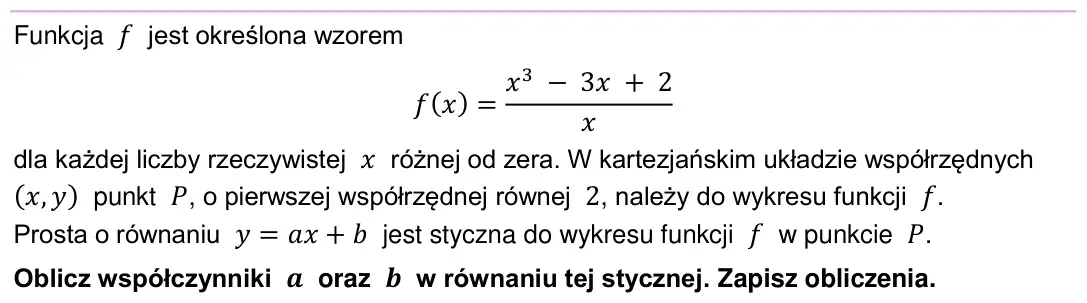 Funkcja f jest określona wzorem
f(x) = \frac{x^3 - 3x + 2}{x}
dla każdej liczby rzeczywistej x różnej od zera. W kartezjańskim układzie współrzędnych
(x, y) punkt P, o pierwszej współrzędnej równej 2, należy do wykresu funkcji f.
Prosta o równaniu y = ax + b jest styczna do wykresu funkcji f w punkcie P.
Oblicz współczynniki a oraz b w równaniu tej stycznej. Zapisz obliczenia.